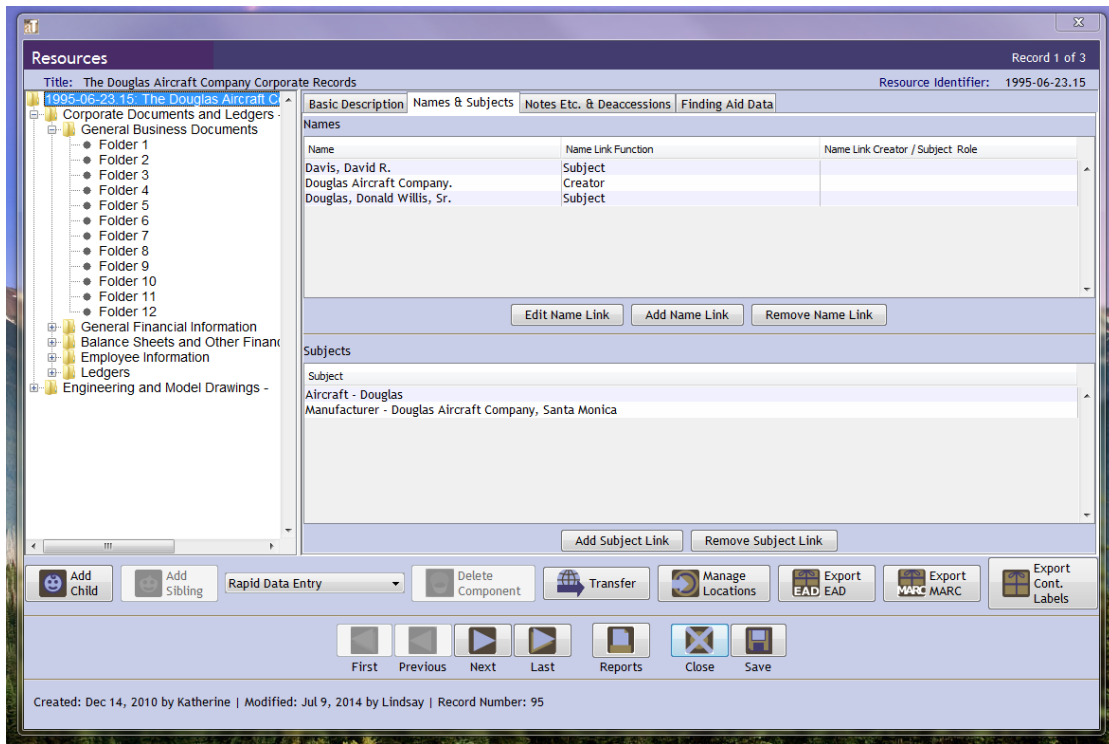 aT
Resources
Record 1 of 3
Title: The Douglas Aircraft Company Corporate Records
Resource Identifier: 1995-06-23.15
1995-06-23.15: The Douglas Aircraft C
Corporate Documents and Ledgers -
General Business Documents
Folder 1
Folder 2
Folder 3
Folder 4
Folder 5
Folder 6
Folder 7
Folder 8
Folder 9
Folder 10
Folder 11
Folder 12
General Financial Information
Balance Sheets and Other Finan
Employee Information
Ledgers
Engineering and Model Drawings -
Basic Description Names & Subjects Notes Etc. & Deaccessions Finding Aid Data
Names
Name Name Link Function Name Link Creator / Subject Role
Davis, David R. Subject
Douglas Aircraft Company. Creator
Douglas, Donald Willis, Sr. Subject
Edit Name Link Add Name Link Remove Name Link
Subjects
Subject
Aircraft - Douglas
Manufacturer - Douglas Aircraft Company, Santa Monica
Add Subject Link Remove Subject Link
Add Child
Add Sibling
Rapid Data Entry
Delete Component
Transfer
Manage Locations
EAD Export EAD
MARC Export MARC
Export Cont. Labels
First Previous Next Last Reports Close Save
Created: Dec 14, 2010 by Katherine | Modified: Jul 9, 2014 by Lindsay | Record Number: 95